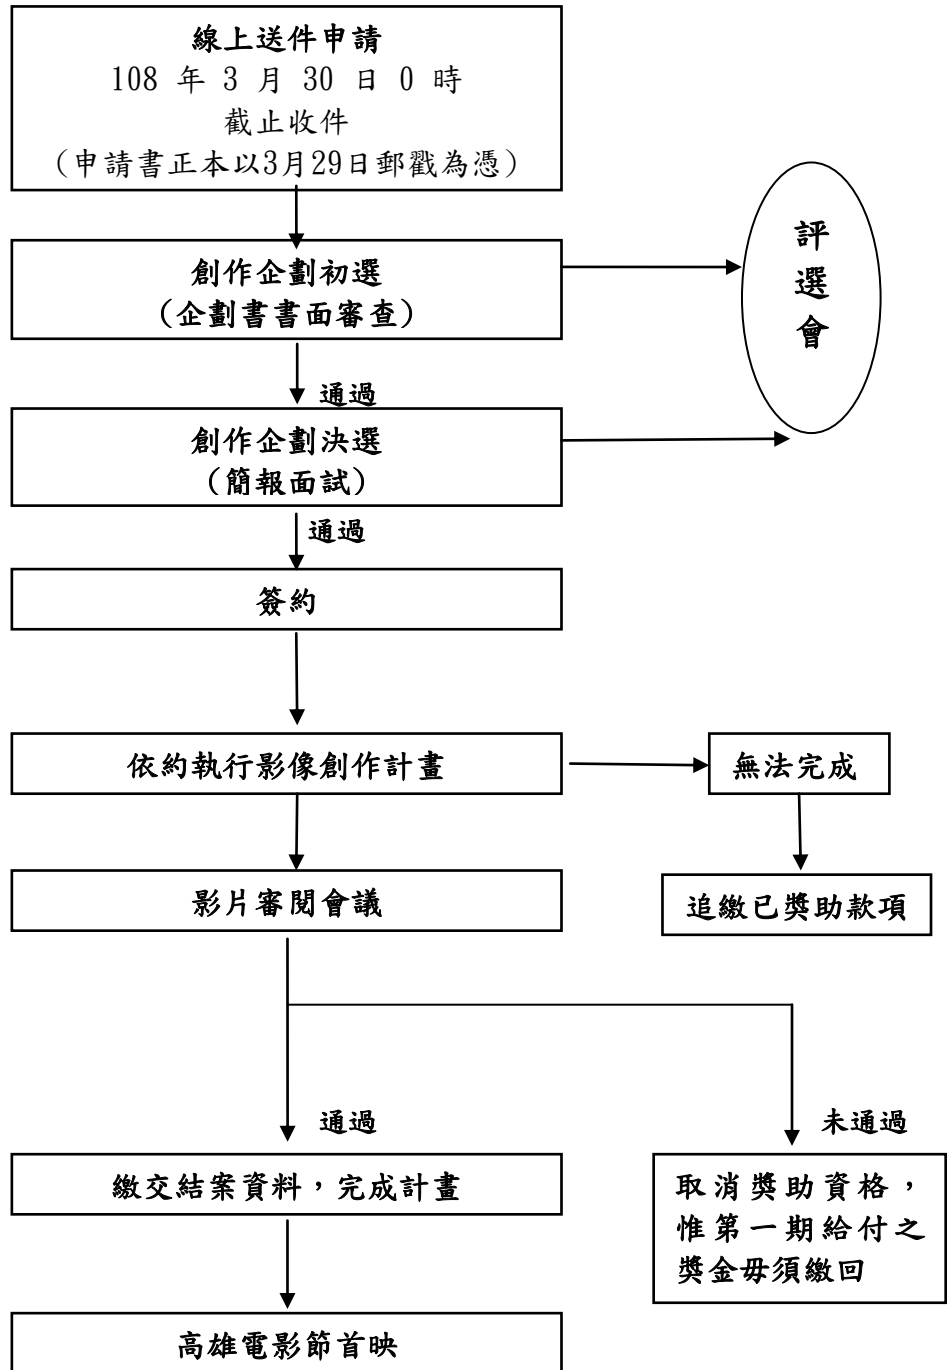 線上送件申請
108 年 3 月 30 日 0 時
截止收件
(申請書正本以3月29日郵戳為憑)
評
選
會
創作企劃初選
(企劃書書面審查)
通過
創作企劃決選
(簡報面試)
通過
簽約
依約執行影像創作計畫
無法完成
影片審閱會議
追繳已獎助款項
通過
未通過
繳交結案資料，完成計畫
取消獎助資格，
惟第一期給付之
獎金毋須繳回
高雄電影節首映